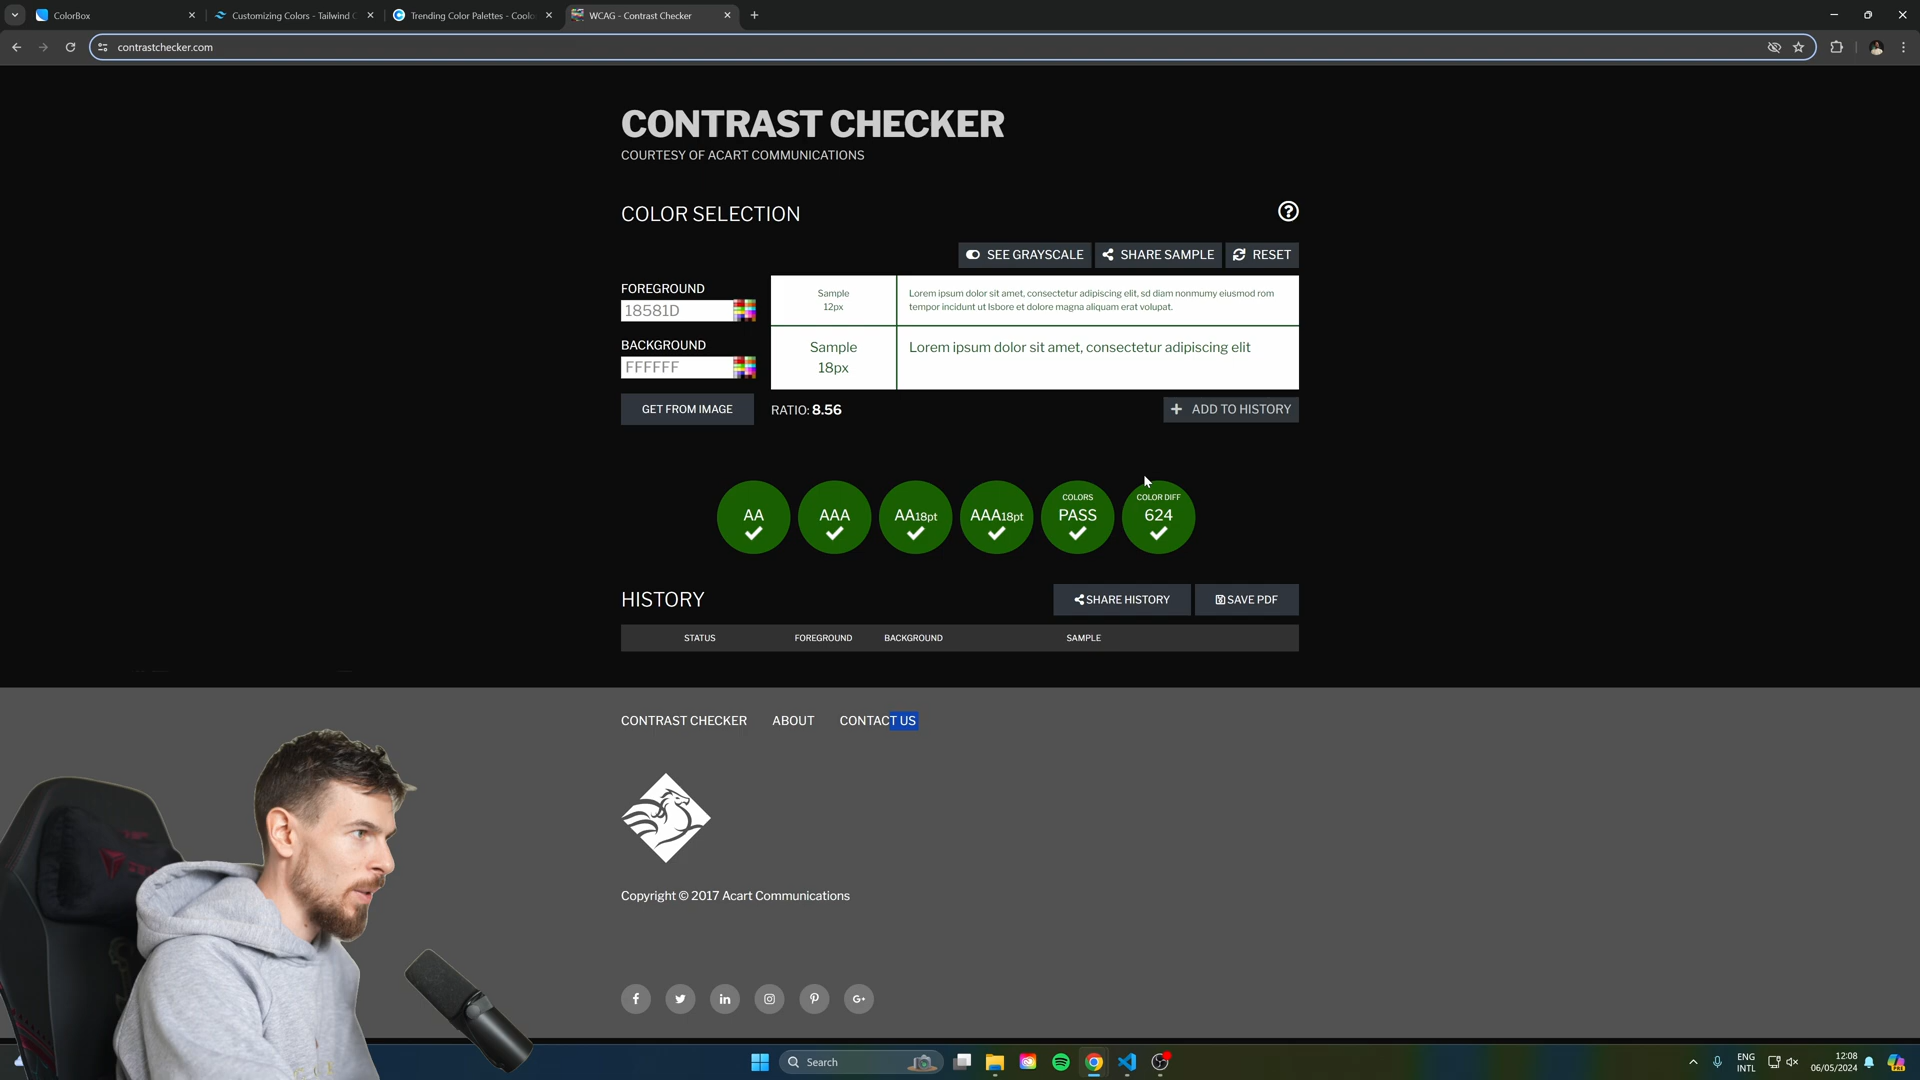 ColorBox
Customizing Colors - Tailwind C
Trending Color Palettes - Coolo
WCAG - Contrast Checker
contrastchecker.com
CONTRAST CHECKER
COURTESY OF ACART COMMUNICATIONS
COLOR SELECTION
SEE GRAYSCALE
SHARE SAMPLE
RESET
FOREGROUND
18581D
BACKGROUND
FFFFFF
GET FROM IMAGE
Sample
12px
Lorem ipsum dolor sit amet, consectetur adipiscing elit, sd diam nonmumy eiusmod rom
tempor incidunt ut lsbore et dolore magna aliquam erat volupat.
Sample
18px
Lorem ipsum dolor sit amet, consectetur adipiscing elit
RATIO: 8.56
+ ADD TO HISTORY
AA
AAA
AA18pt
AAA18pt
COLORS
PASS
COLOR DIFF
624
HISTORY
SHARE HISTORY
SAVE PDF
STATUS FOREGROUND BACKGROUND SAMPLE
CONTRAST CHECKER ABOUT CONTACT US
Copyright © 2017 Acart Communications
Search
ENG
INTL
12:08
06/05/2024